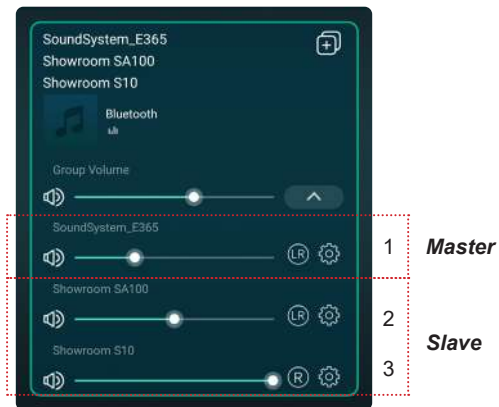 SoundSystem_E365
Showroom SA100
Showroom S10
Bluetooth
Group Volume
SoundSystem_E365
LR
1
Master
Showroom SA100
LR
2
Slave
Showroom S10
R
3